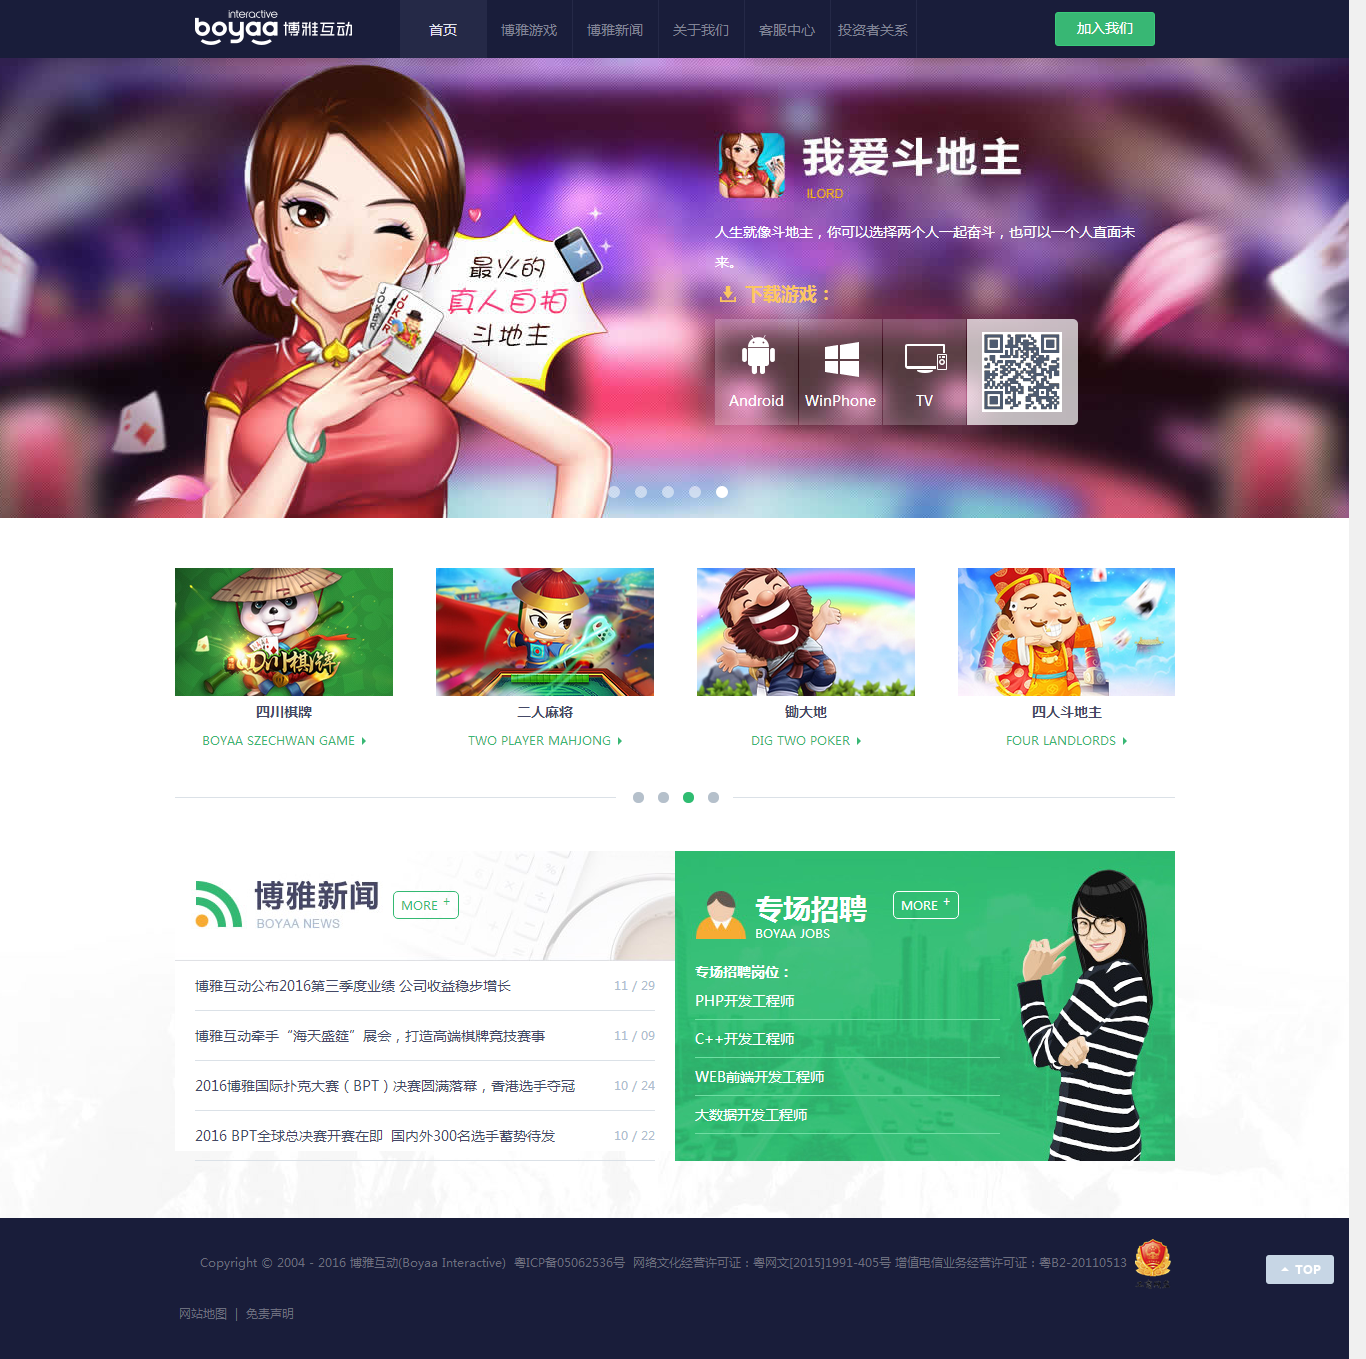 interactive
boyaa 博雅互动
首页
博雅游戏
博雅新闻
关于我们
客服中心
投资者关系
加入我们
我爱斗地主
ILORD
人生就像斗地主，你可以选择两个人一起奋斗，也可以一个人直面未
来。
下载游戏：
Android
WinPhone
TV
最火的
真人自拍
斗地主
JOKER
JOKER
四川棋牌
四川棋牌
BOYAA SZECHWAN GAME
二人麻将
TWO PLAYER MAHJONG
锄大地
DIG TWO POKER
四人斗地主
FOUR LANDLORDS
博雅新闻
BOYAA NEWS
MORE +
博雅互动公布2016第三季度业绩 公司收益稳步增长
11 / 29
博雅互动牵手“海天盛筵”展会，打造高端棋牌竞技赛事
11 / 09
2016博雅国际扑克大赛（BPT）决赛圆满落幕，香港选手夺冠
10 / 24
2016 BPT全球总决赛开赛在即 国内外300名选手蓄势待发
10 / 22
专场招聘
BOYAA JOBS
MORE +
专场招聘岗位：
PHP开发工程师
C++开发工程师
WEB前端开发工程师
大数据开发工程师
Copyright © 2004 - 2016 博雅互动(Boyaa Interactive) 粤ICP备05062536号 网络文化经营许可证：粤网文[2015]1991-405号 增值电信业务经营许可证：粤B2-20110513
网站地图 | 免责声明
TOP